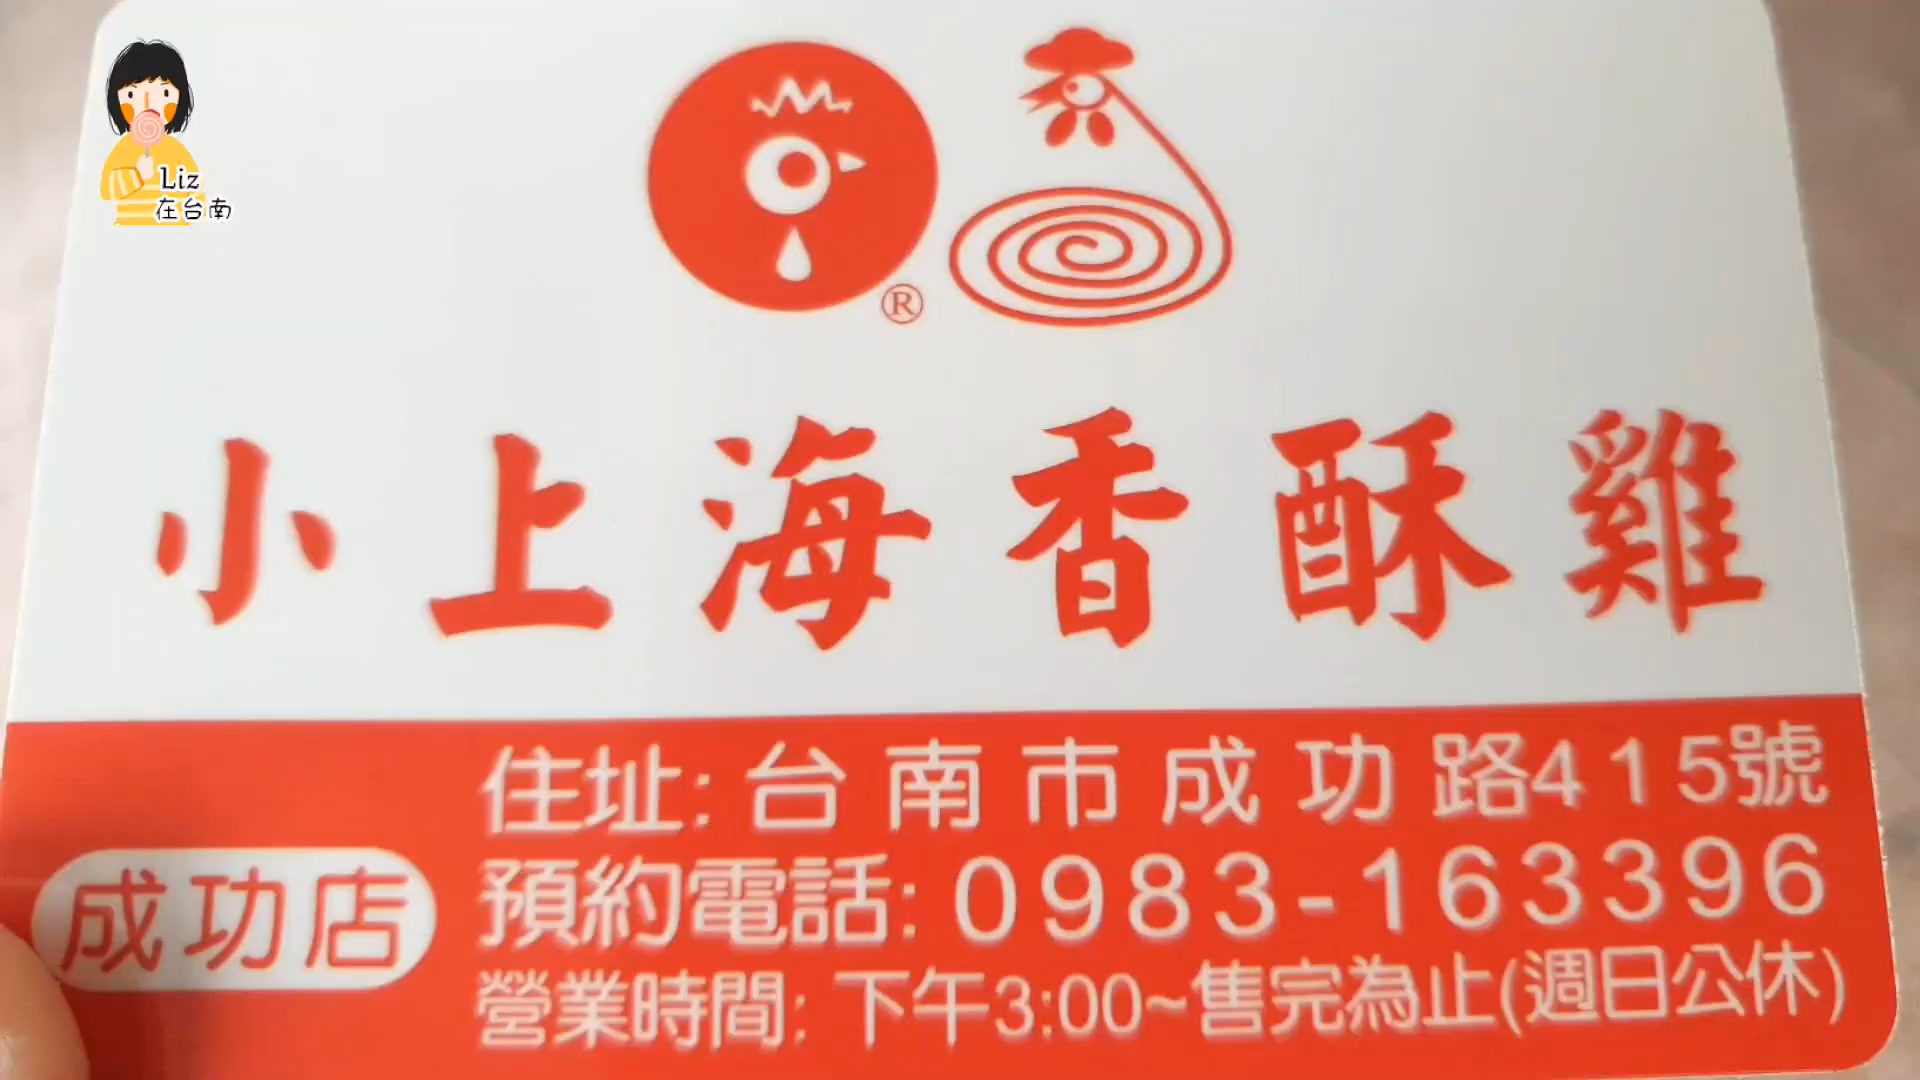 Liz
在台南
®
小上海香酥雞
成功店
住址:台南市成功路415號
預約電話:0983-163396
營業時間:下午3:00~售完為止(週日公休)